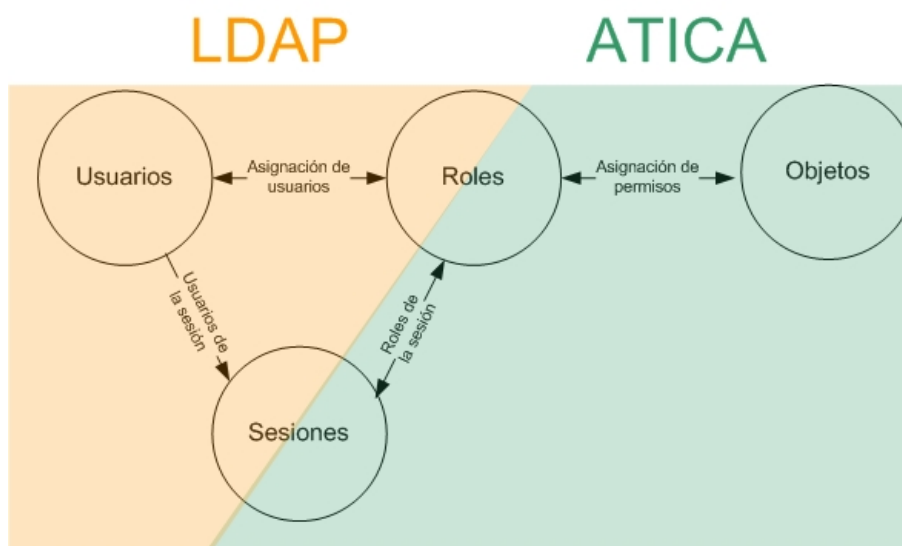 LDAP
ATICA
Usuarios
Asignación de
usuarios
Roles
Asignación de
permisos
Objetos
Usuarios de
la sesión
Roles de
la sesión
Sesiones